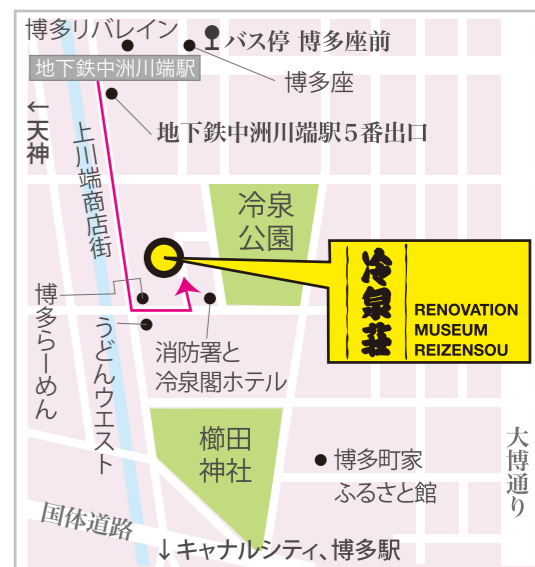 博多リバレイン
バス停 博多座前
地下鉄中洲川端駅
博多座
←天神
地下鉄中洲川端駅5番出口
上川端商店街
冷泉
公園
冷泉荘
RENOVATION
MUSEUM
REIZENSOU
博多らーめん
うどんウエスト
消防署と
冷泉閣ホテル
櫛田
神社
博多町家
ふるさと館
大博通り
国体道路
↓キャナルシティ、博多駅